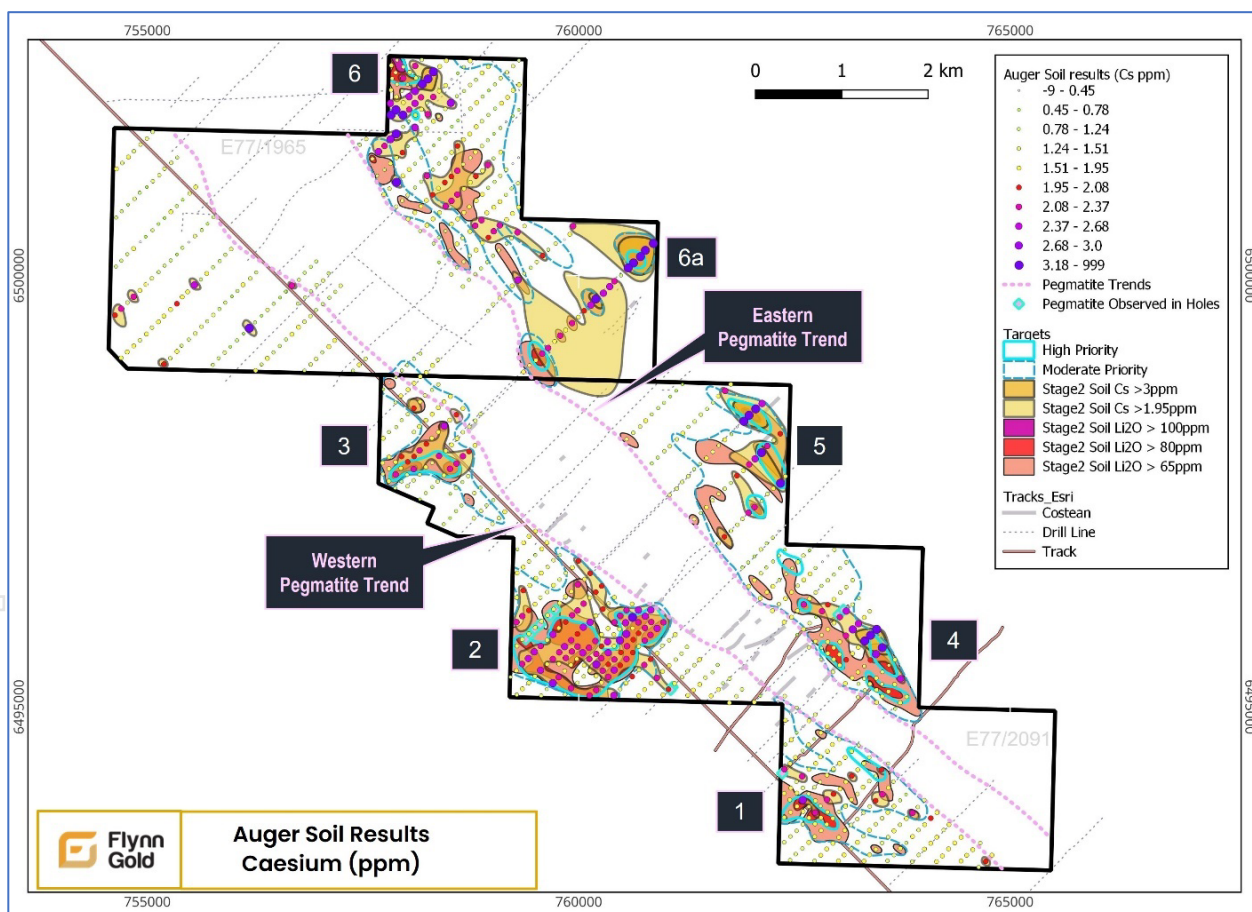 755000
760000
765000
6
0
1
2 km
E77/1965
6a
6500000
6500000
Eastern
Pegmatite Trend
3
5
Western
Pegmatite Trend
2
4
6495000
6495000
E77/2091
1
Auger Soil results (Cs ppm)
-9 - 0.45
0.45 - 0.78
0.78 - 1.24
1.24 - 1.51
1.51 - 1.95
1.95 - 2.08
2.08 - 2.37
2.37 - 2.68
2.68 - 3.0
3.18 - 999
Pegmatite Trends
Pegmatite Observed in Holes
Targets
High Priority
Moderate Priority
Stage2 Soil Cs >3ppm
Stage2 Soil Cs >1.95ppm
Stage2 Soil Li2O > 100ppm
Stage2 Soil Li2O > 80ppm
Stage2 Soil Li2O > 65ppm
Tracks_Esri
Costean
Drill Line
Track
Flynn
Gold
Auger Soil Results
Caesium (ppm)
755000
760000
765000